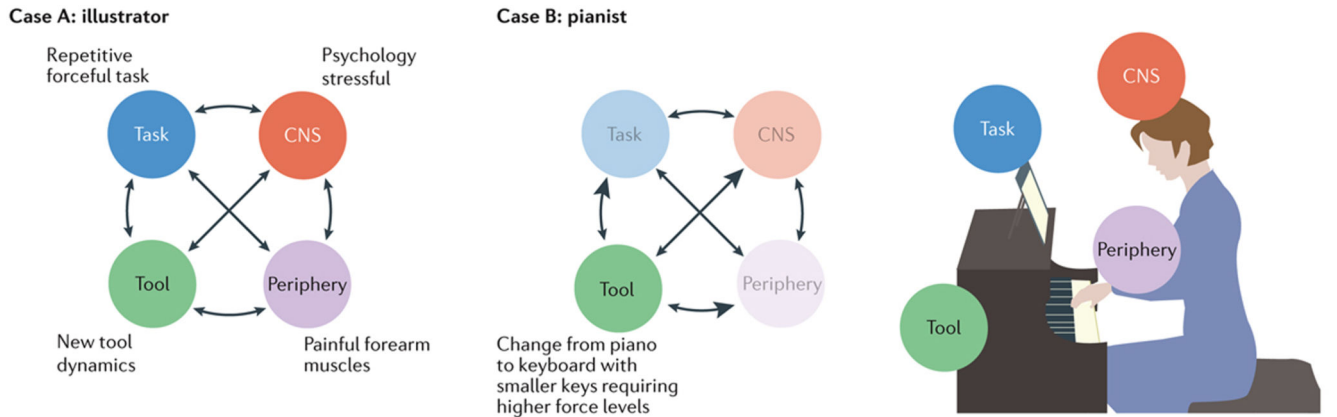 Case A: illustrator
Repetitive
forceful task
Psychology
stressful
Task
CNS
Tool
Periphery
New tool
dynamics
Painful forearm
muscles
Case B: pianist
Task
CNS
Tool
Periphery
Change from piano
to keyboard with
smaller keys requiring
higher force levels
CNS
Task
Periphery
Tool